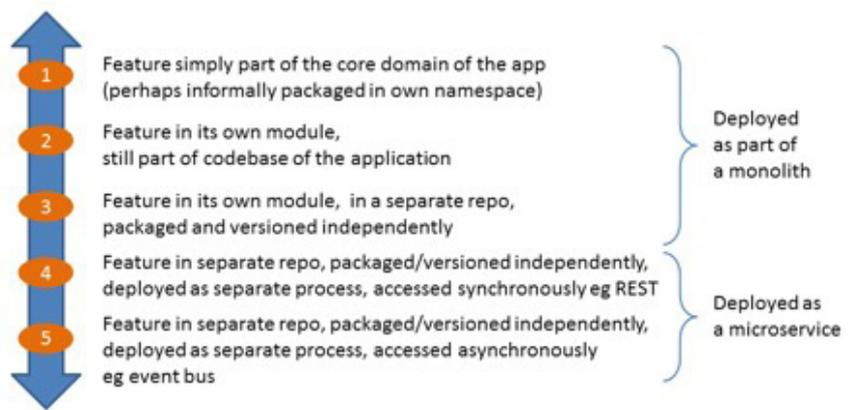 1
Feature simply part of the core domain of the app
(perhaps informally packaged in own namespace)
2
Feature in its own module,
still part of codebase of the application
3
Feature in its own module, in a separate repo,
packaged and versioned independently
Deployed
as part of
a monolith
4
Feature in separate repo, packaged/versioned independently,
deployed as separate process, accessed synchronously eg REST
5
Feature in separate repo, packaged/versioned independently,
deployed as separate process, accessed asynchronously
eg event bus
Deployed as
a microservice